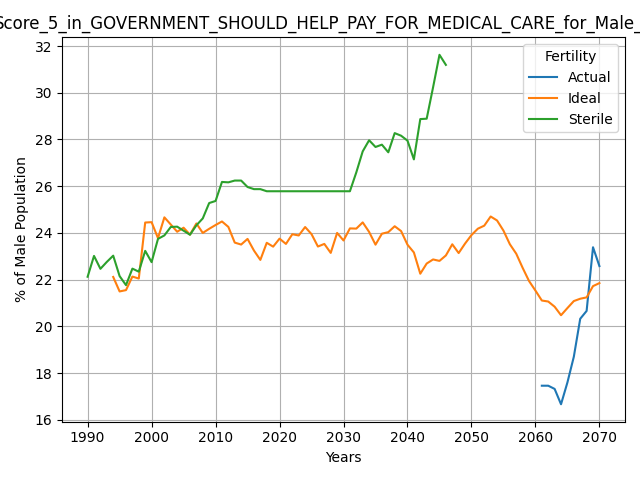 Score_5_in_GOVERNMENT_SHOULD_HELP_PAY_FOR_MEDICAL_CARE_for_Male_
32
30
28
26
24
22
20
18
16
% of Male Population
Fertility
Actual
Ideal
Sterile
1990 2000 2010 2020 2030 2040 2050 2060 2070
Years